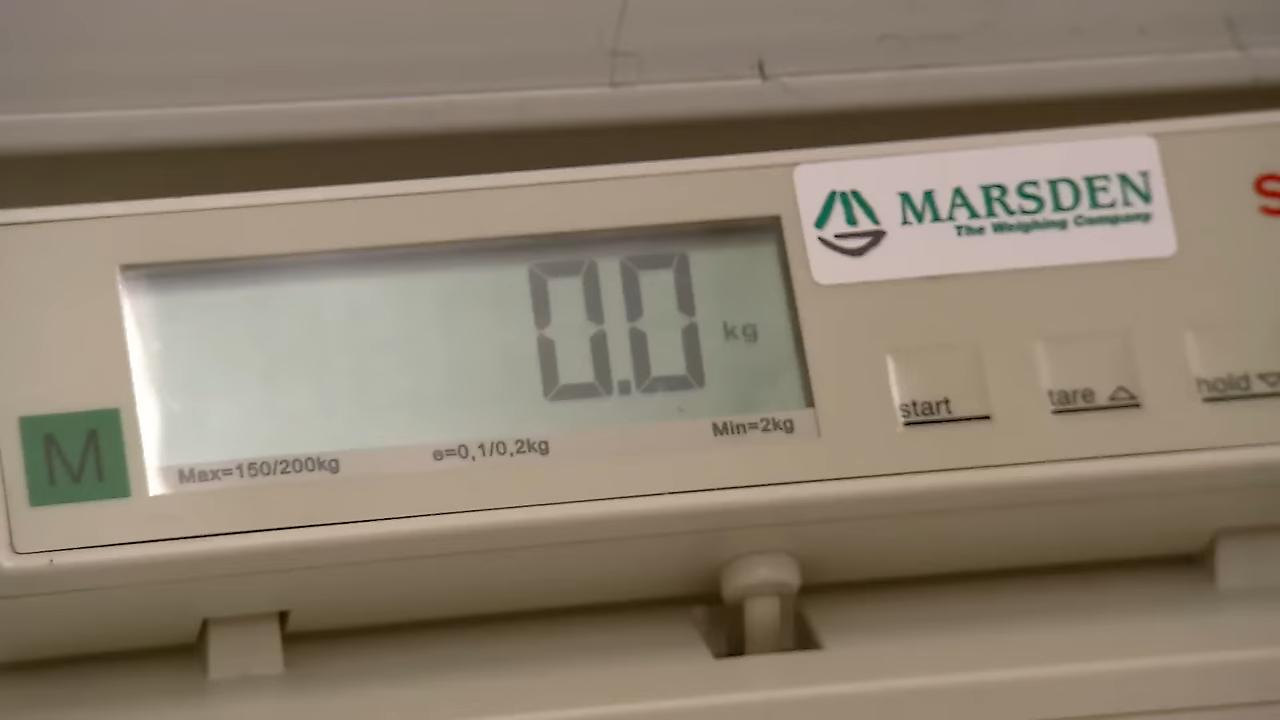 MARSDEN
The Weighing Company
S
0.0 kg
start
tare
hold
M
Max=150/200kg
e=0,1/0,2kg
Min=2kg